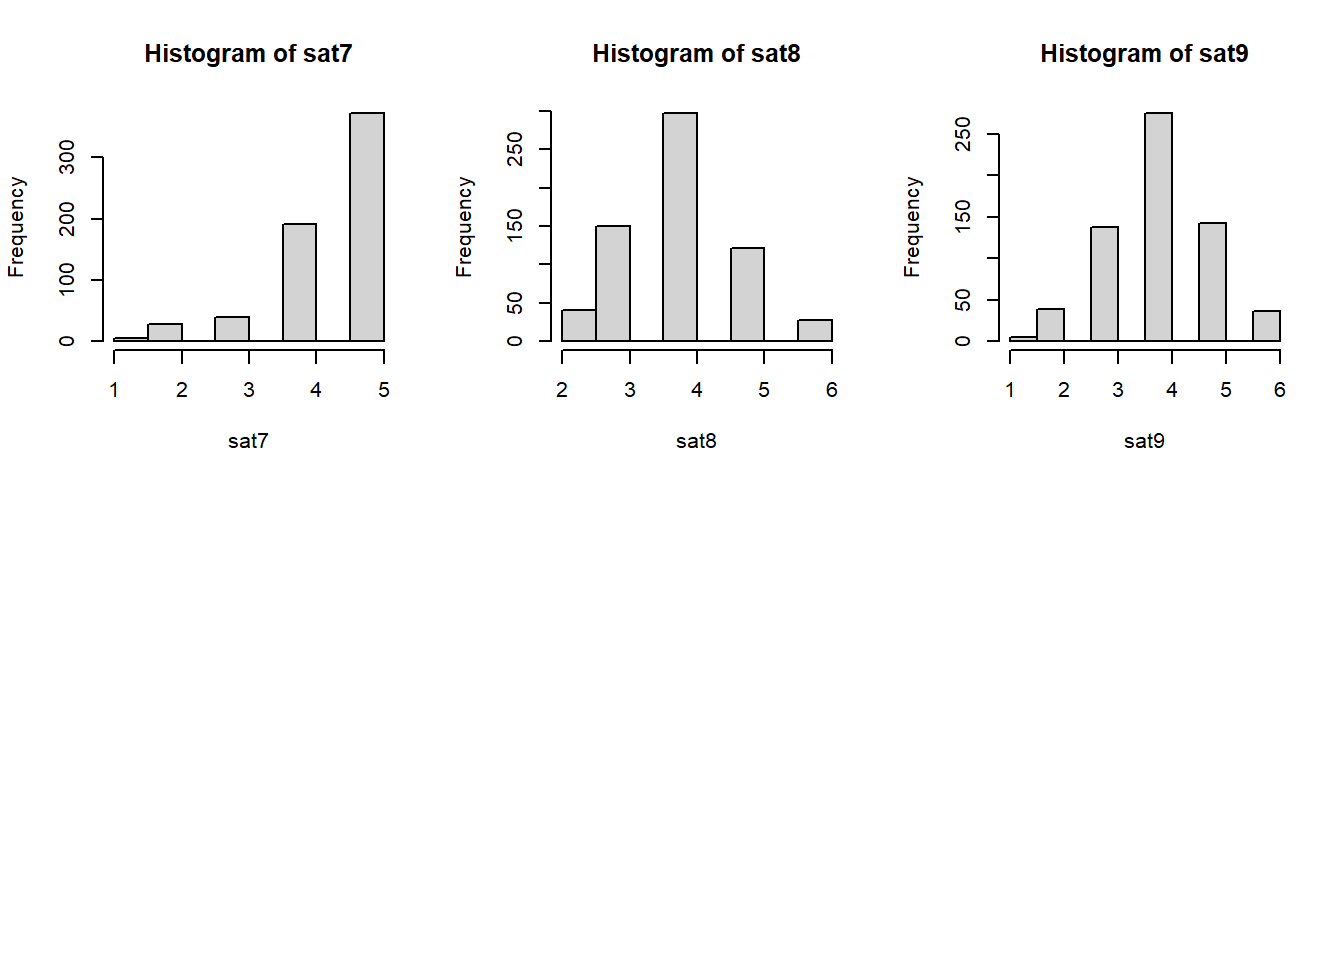 Histogram of sat7
Frequency
0 100 200 300
1 2 3 4 5
sat7
Histogram of sat8
Frequency
0 50 150 250
2 3 4 5 6
sat8
Histogram of sat9
Frequency
0 50 150 250
1 2 3 4 5 6
sat9